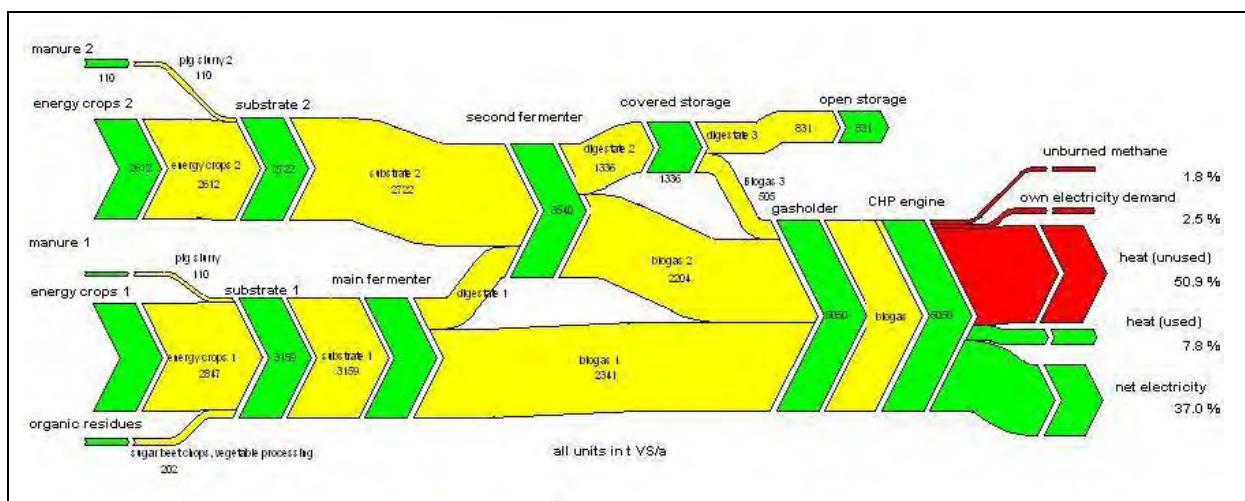 manure 2
pig slurry 2
110
110
energy crops 2
substrate 2
second fermenter
covered storage
open storage
2612
energy crops 2
2612
2722
substrate 2
2722
3540
digestate 2
1336
1336
digestate 3
831
831
Biogas 3
505
unburned methane
1.8 %
own electricity demand
2.5 %
gasholder
CHP engine
manure 1
pig slurry
110
energy crops 1
substrate 1
main fermenter
digestate 1
biogas 2
2204
5050
biogas
5050
heat (unused)
50.9 %
heat (used)
7.8 %
energy crops 1
2847
3159
substrate 1
3159
biogas 1
2341
net electricity
37.0 %
organic residues
sugar beet chops, vegetable processing
202
all units in t VS/a